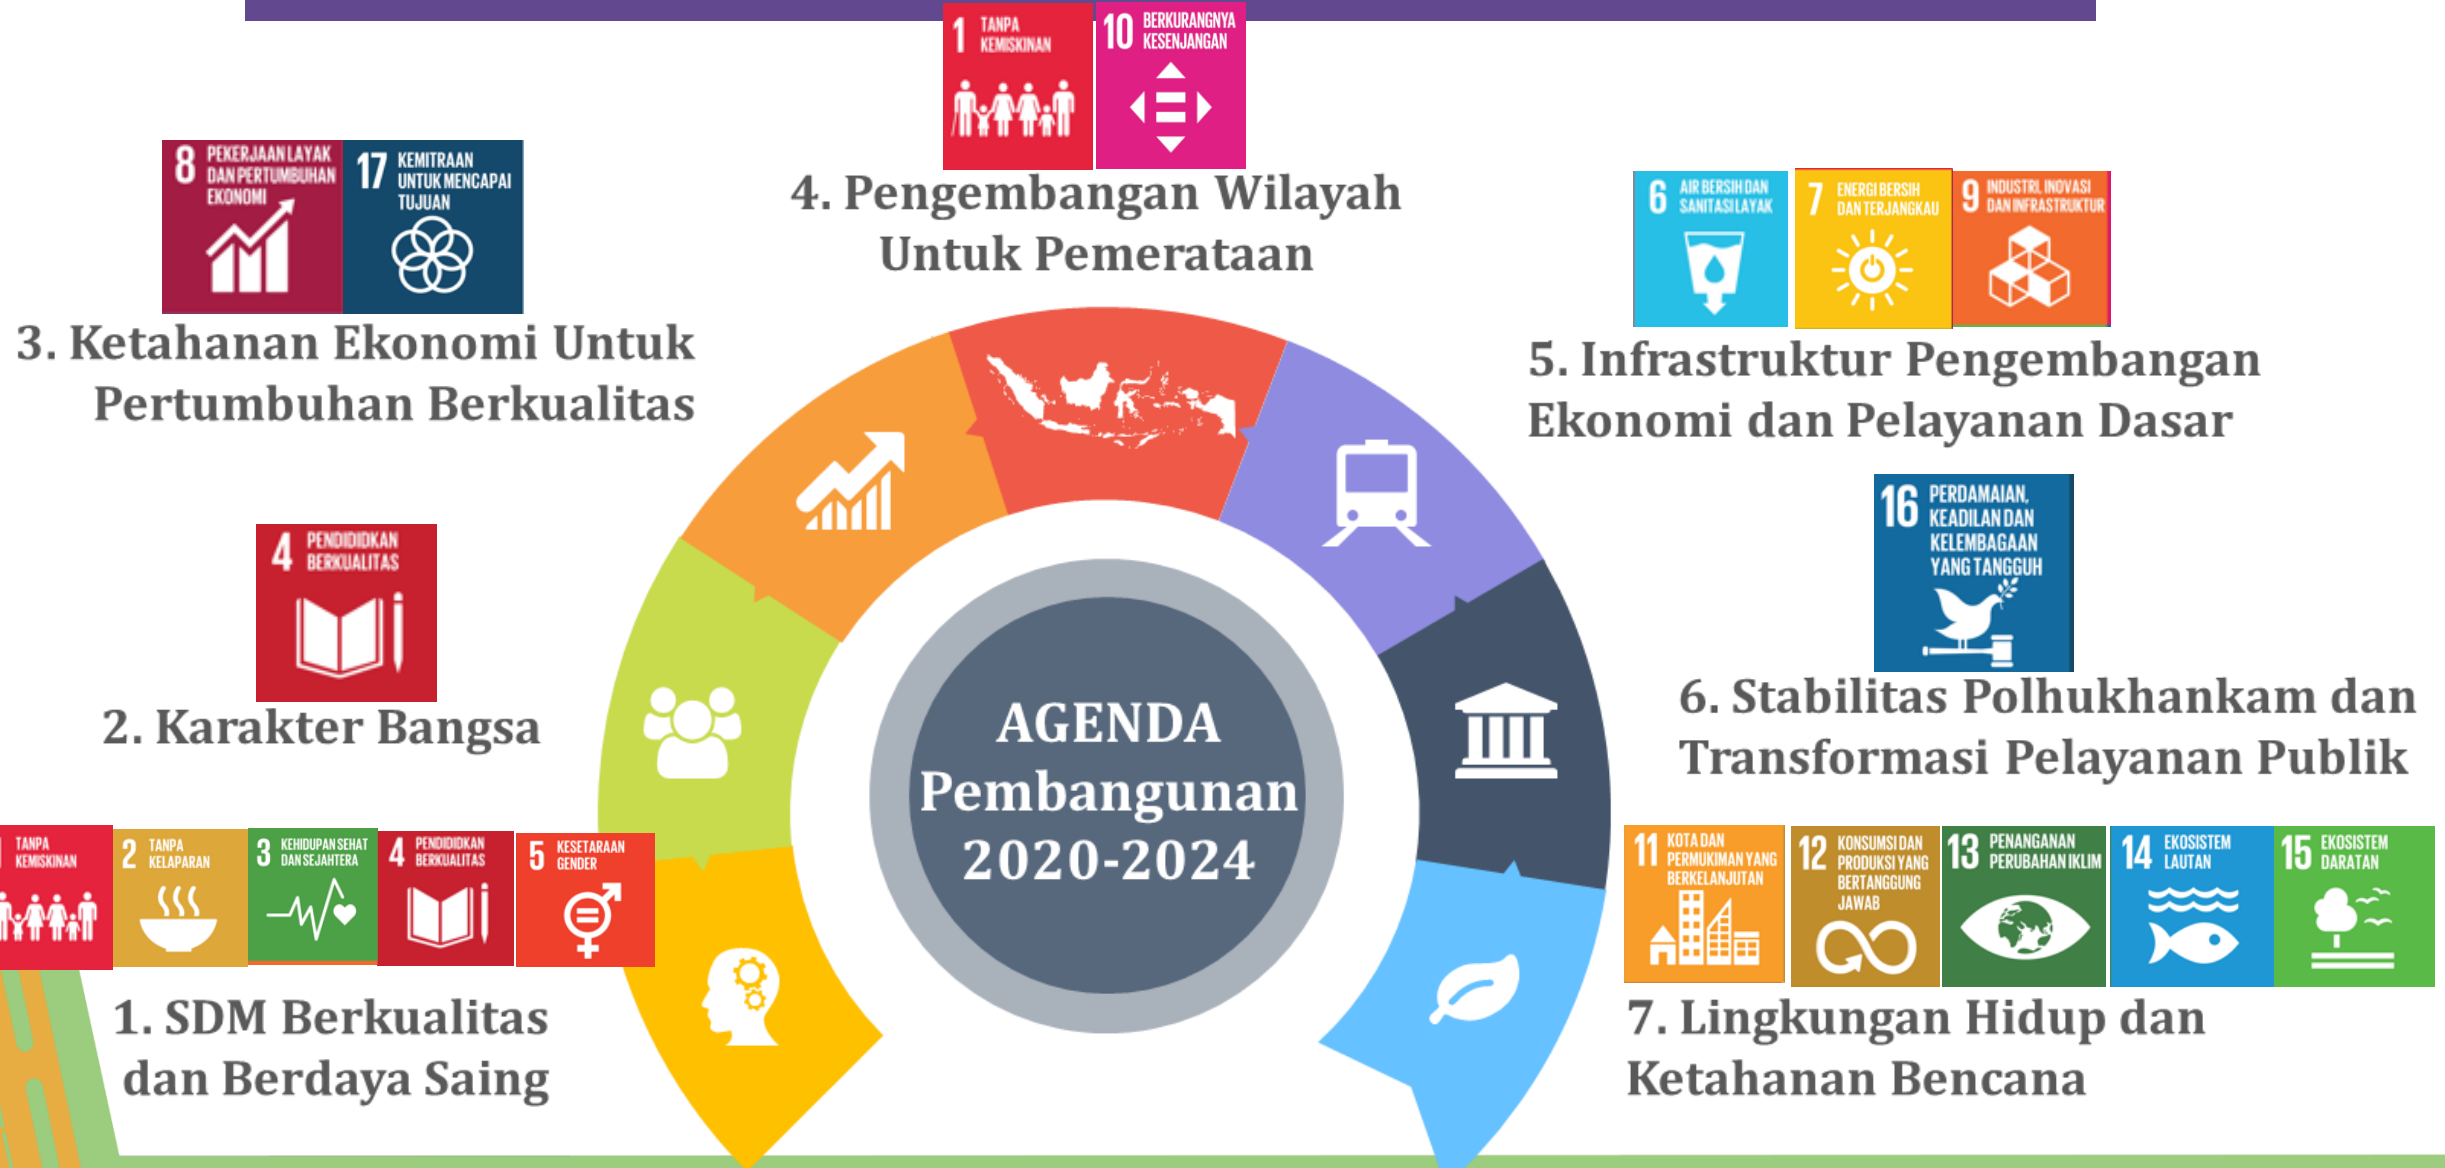 1 TANPA
KEMISKINAN
10 BERKURANGNYA
KESENJANGAN
4. Pengembangan Wilayah
Untuk Pemerataan
8 PEKERJAAN LAYAK
DAN PERTUMBUHAN
EKONOMI
17 KEMITRAAN
UNTUK MENCAPAI
TUJUAN
3. Ketahanan Ekonomi Untuk
Pertumbuhan Berkualitas
6 AIR BERSIH DAN
SANITASI LAYAK
7 ENERGI BERSIH
DAN TERJANGKAU
9 INDUSTRI, INOVASI
DAN INFRASTRUKTUR
5. Infrastruktur Pengembangan
Ekonomi dan Pelayanan Dasar
4 PENDIDIDKAN
BERKUALITAS
2. Karakter Bangsa
16 PERDAMAIAN,
KEADILAN DAN
KELEMBAGAAN
YANG TANGGUH
6. Stabilitas Polhukhankam dan
Transformasi Pelayanan Publik
AGENDA
Pembangunan
2020-2024
TANPA
KEMISKINAN
2 TANPA
KELAPARAN
3 KEHIDUPAN SEHAT
DAN SEJAHTERA
4 PENDIDIDKAN
BERKUALITAS
5 KESETARAAN
GENDER
1. SDM Berkualitas
dan Berdaya Saing
11 KOTA DAN
PERMUKIMAN YANG
BERKELANJUTAN
12 KONSUMSI DAN
PRODUKSI YANG
BERTANGGUNG
JAWAB
13 PENANGANAN
PERUBAHAN IKLIM
14 EKOSISTEM
LAUTAN
15 EKOSISTEM
DARATAN
7. Lingkungan Hidup dan
Ketahanan Bencana